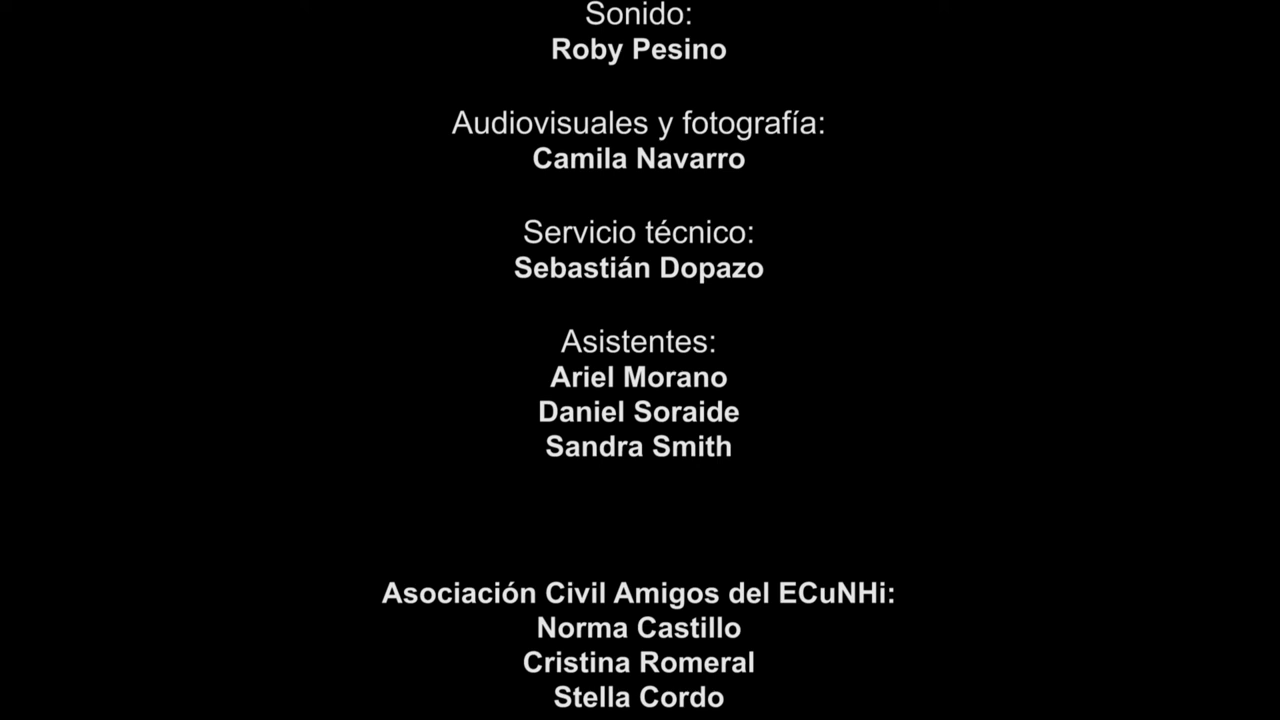 Sonido:
Roby Pesino
Audiovisuales y fotografía:
Camila Navarro
Servicio técnico:
Sebastián Dopazo
Asistentes:
Ariel Morano
Daniel Soraide
Sandra Smith
Asociación Civil Amigos del ECuNHi:
Norma Castillo
Cristina Romeral
Stella Cordo